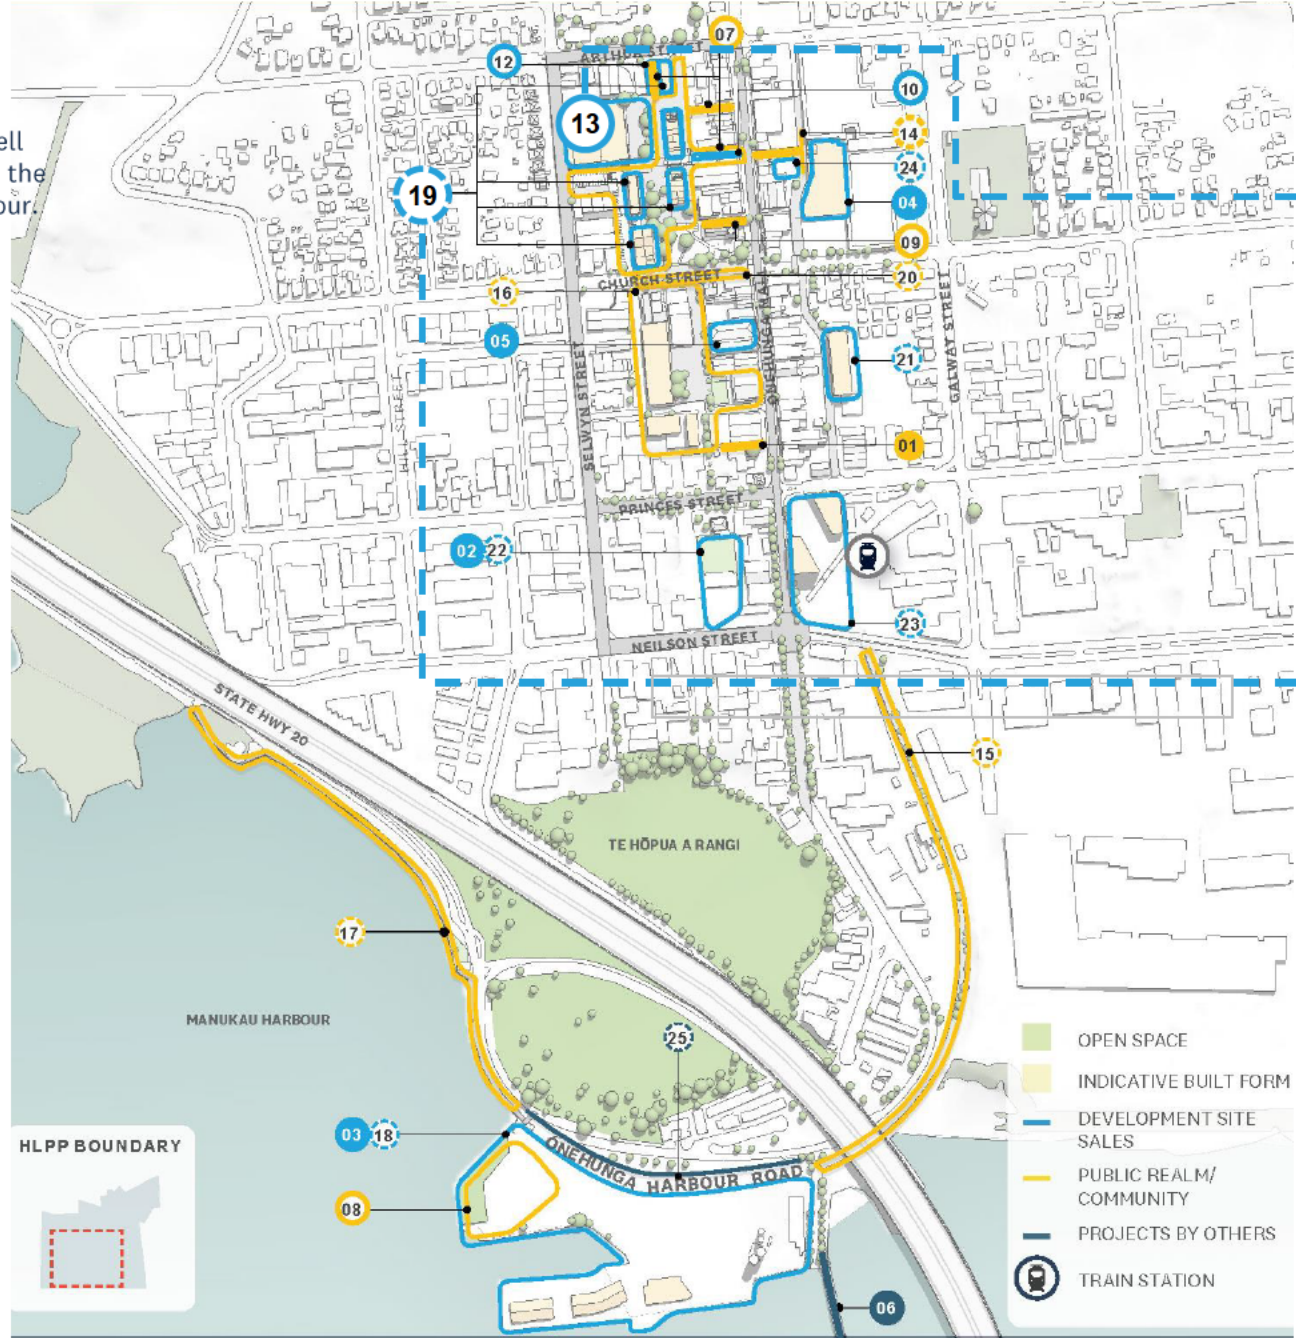 07
ARTHUR STREET
12
10
13
14
ell
the
24
our.
19
04
09
CHURCH STREET
20
16
05
21
GALWAY STREET
SELVYN STREET
01
PRINCES STREET
02 22
23
NEILSON STREET
STATE HWY 20
15
TE HŌPUA A RANGI
17
MANUKAU HARBOUR
25
OPEN SPACE
INDICATIVE BUILT FORM
DEVELOPMENT SITE
SALES
PUBLIC REALM/
COMMUNITY
PROJECTS BY OTHERS
TRAIN STATION
03 18
HLPP BOUNDARY
ONEHUNGA HARBOUR ROAD
08
06